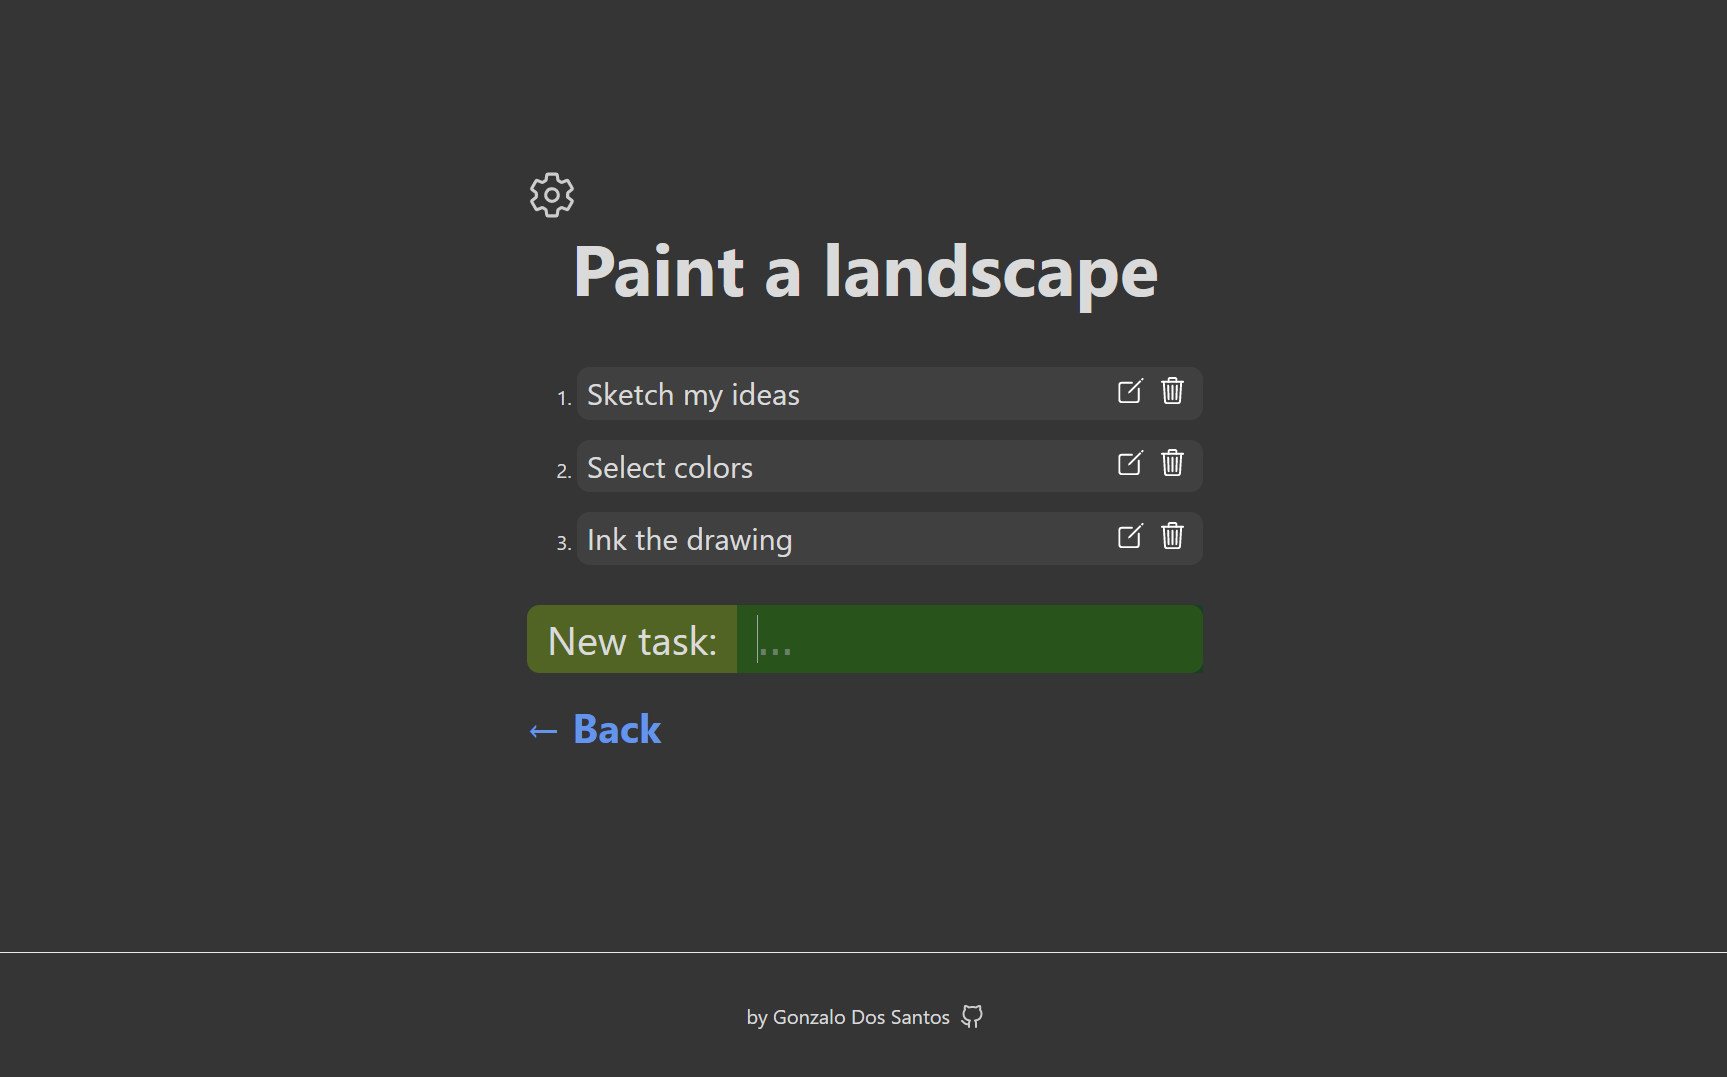 Paint a landscape
1. Sketch my ideas
2. Select colors
3. Ink the drawing
New task: ...
← Back
by Gonzalo Dos Santos